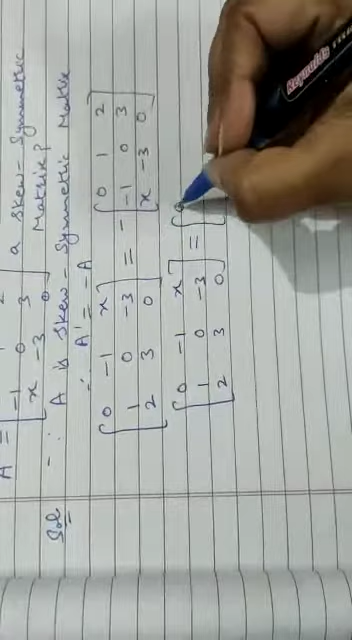 a skew-Symmetric
A = -1 0 3
x -3 0 Matrix?
Sol -: A is Skew-Symmetric Matrix
∴ A' = -A
[0 -1 x] = -[0 1 2]
[1 0 -3] [-1 0 3]
[2 3 0] [x -3 0]
[0 -1 x] = [0
[1 0 -3]
[2 3 0]
Reynolds